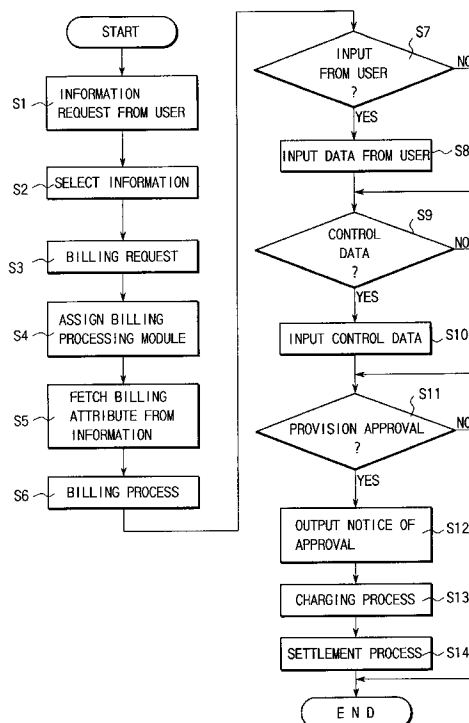 START
S1
INFORMATION
REQUEST FROM USER
S2
SELECT INFORMATION
S3
BILLING REQUEST
S4
ASSIGN BILLING
PROCESSING MODULE
S5
FETCH BILLING
ATTRIBUTE FROM
INFORMATION
S6
BILLING PROCESS
S7
INPUT
FROM USER
?
NO
YES
INPUT DATA FROM USER
S8
S9
CONTROL
DATA
?
NO
YES
INPUT CONTROL DATA
S10
S11
PROVISION APPROVAL
?
NO
YES
OUTPUT NOTICE OF
APPROVAL
S12
CHARGING PROCESS
S13
SETTLEMENT PROCESS
S14
END